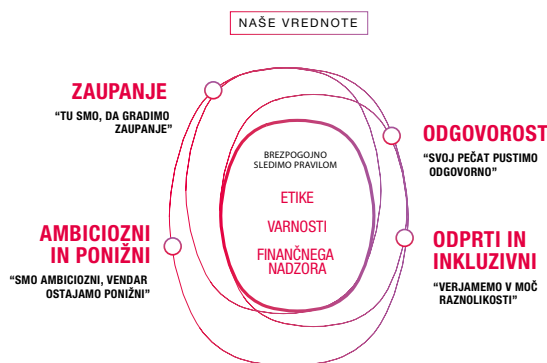 NAŠE VREDNOTE
ZAUPANJE
“TU SMO, DA GRADIMO
ZAUPANJE”
ODGOVOROST
“SVOJ PEČAT PUSTIMO
ODGOVORNO”
BREZPOGOJNO
SLEDIMO PRAVILOM
ETIKE
VARNOSTI
FINANČNEGA
NADZORA
AMBICIOZNI
IN PONIŽNI
“SMO AMBICIOZNI, VENDAR
OSTAJAMO PONIŽNI”
ODPRTI IN
INKLUZIVNI
“VERJAMEMO V MOČ
RAZNOLIKOSTI”